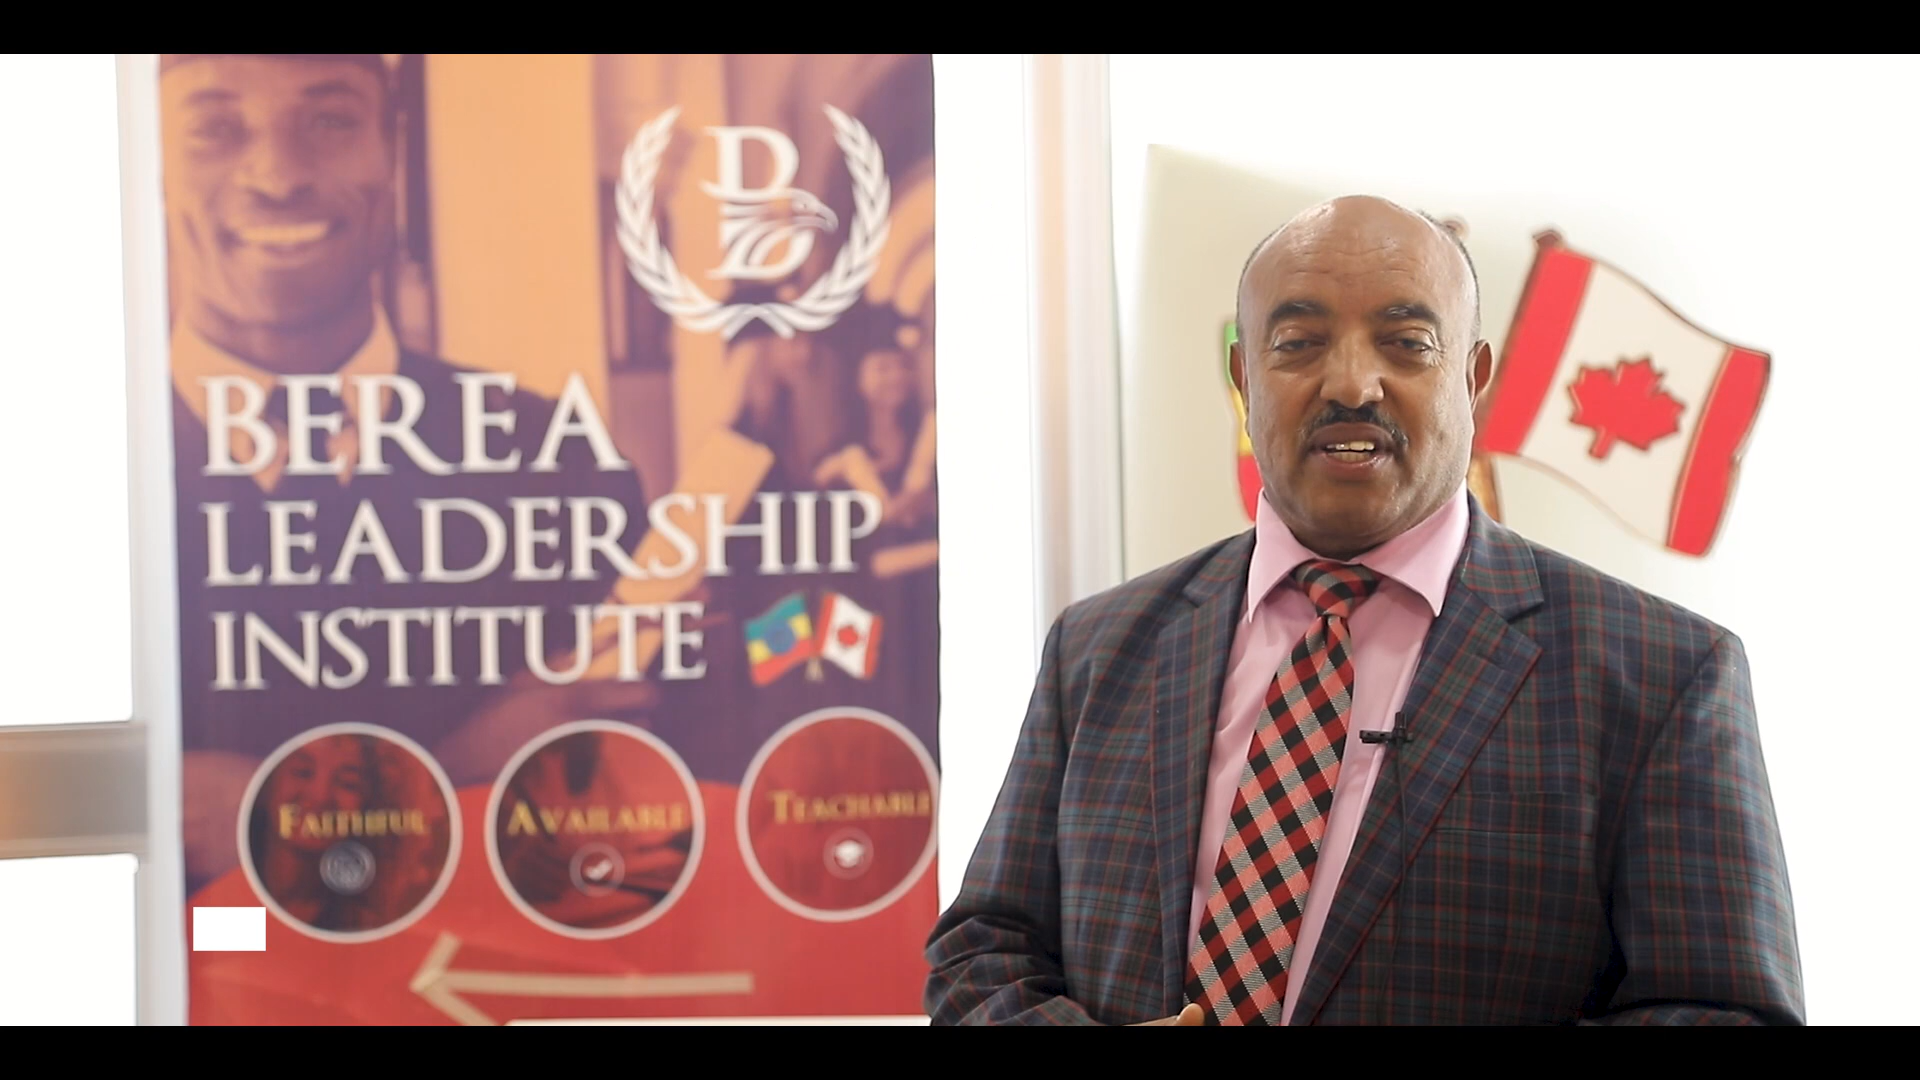 B
L
BEREA
LEADERSHIP
INSTITUTE
FAITHFUL
AVAILABLE
TEACHABLE